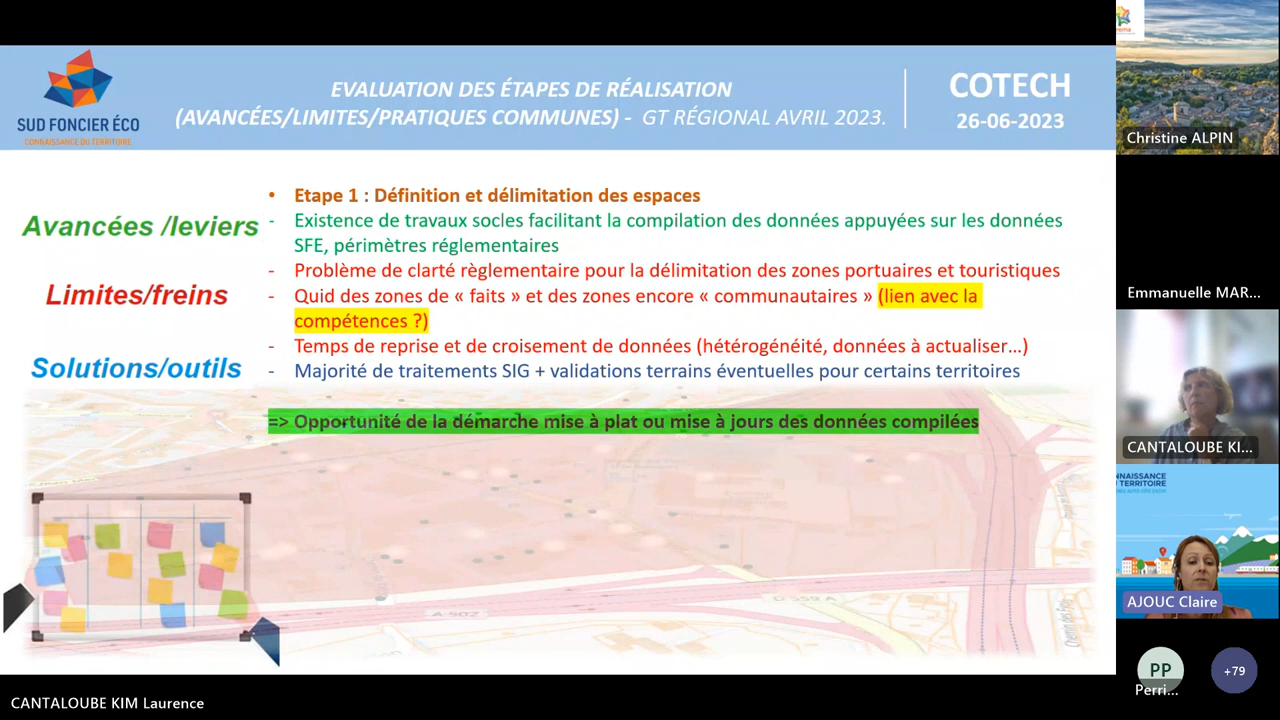 EVALUATION DES ÉTAPES DE RÉALISATION
(AVANCÉES/LIMITES/PRATIQUES COMMUNES) - GT RÉGIONAL AVRIL 2023.
COTECH
26-06-2023
SUD FONCIER ÉCO
CONNAISSANCE DU TERRITOIRE
Avancées /leviers
Limites/freins
Solutions/outils
• Etape 1 : Définition et délimitation des espaces
- Existence de travaux socles facilitant la compilation des données appuyées sur les données
SFE, périmètres réglementaires
- Problème de clarté règlementaire pour la délimitation des zones portuaires et touristiques
- Quid des zones de « faits » et des zones encore « communautaires » (lien avec la
compétences ?)
- Temps de reprise et de croisement de données (hétérogénéité, données à actualiser…)
- Majorité de traitements SIG + validations terrains éventuelles pour certains territoires
=> Opportunité de la démarche mise à plat ou mise à jours des données compilées
A 507
Christine ALPIN
Emmanuelle MAR...
CANTALOUBE KI...
AJOUC Claire
PP
Perri...
+79
CANTALOUBE KIM Laurence